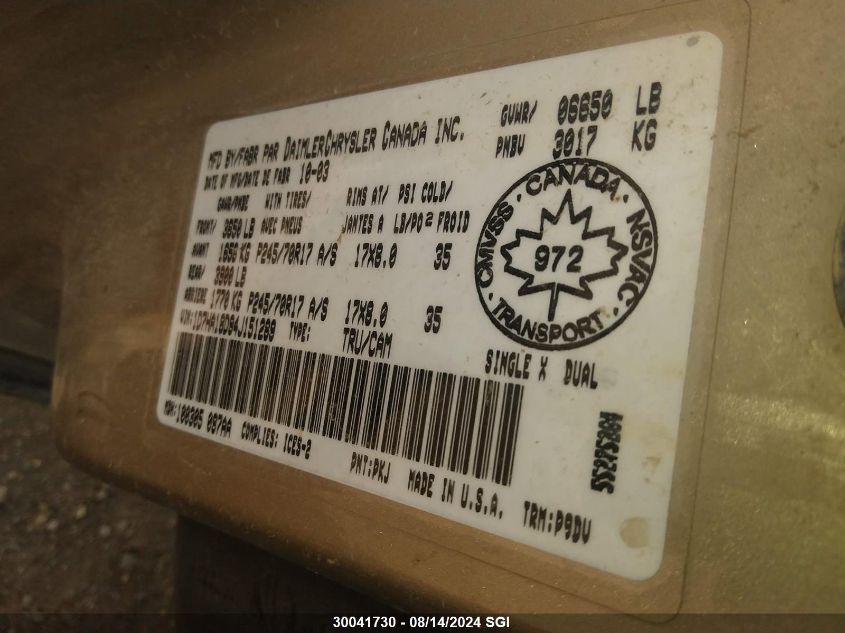 MFD BY/FABR PAR DAIMLERCHRYSLER CANADA INC. GVWR/ 06650 LB
DATE OF MFG/DATE DE FABR 10-03 PNBV 3017 KG
GAWR/PNBE WITH TIRES/ RIMS AT/ PSI COLD/
FRONT/ 3650 LB AVEC PNEUS JANTES A LB/PO2 FROID
AVANT 1656 KG P245/70R17 A/S 17X8.0 35
REAR/ 3900 LB
ARRIERE 1770 KG P245/70R17 A/S 17X8.0 35
TYPE: TRU/CAM
CMVSS · CANADA · NSVAC · TRANSPORT ·
972
SINGLE X DUAL
MDH:100305 087AA COMPLIES: ICES-2
PNT:PKJ MADE IN U.S.A. TRM:P9DV
30041730 - 08/14/2024 SGI